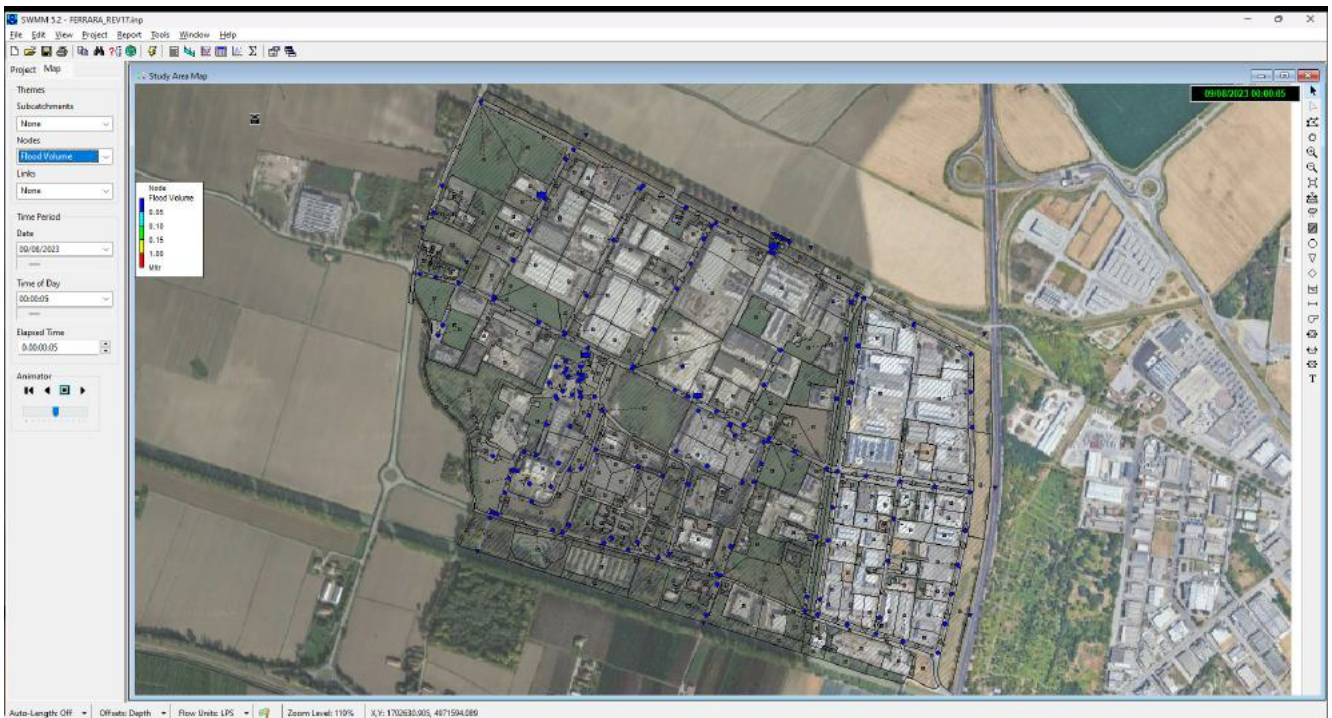 SWMM 5.2 - FERRARA_REV17.inp
File Edit View Project Report Tools Window Help
Project Map
Study Area Map
09/08/2023 00:00:05
Themes
Subcatchments
None
Nodes
Flood Volume
Links
None
Node
Flood Volume
0.05
0.10
0.15
1.00
Mltr
Time Period
Date
09/08/2023
Time of Day
00:00:05
Elapsed Time
0.00:00:05
Animator
T
Auto-Length: Off Offsets: Depth Flow Units: LPS Zoom Level: 110% X,Y: 1702630.905, 4971594.089